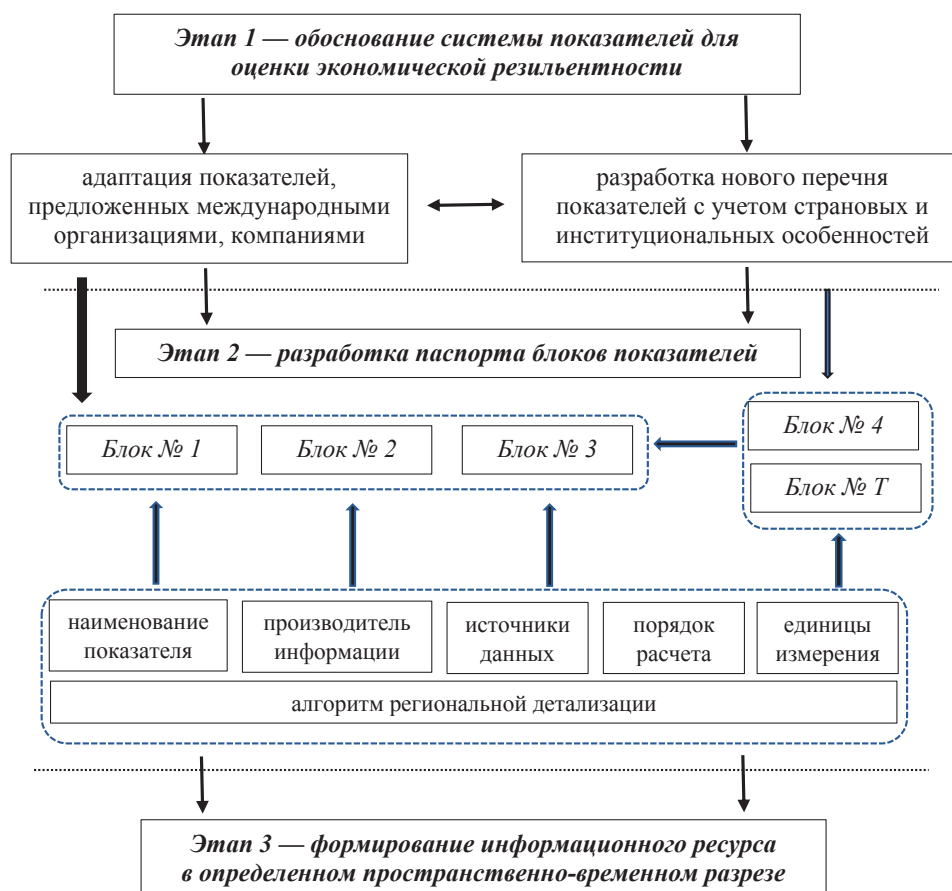 Этап 1 — обоснование системы показателей для
оценки экономической резильентности
адаптация показателей,
предложенных международными
организациями, компаниями
разработка нового перечня
показателей с учетом страновых и
институциональных особенностей
Этап 2 — разработка паспорта блоков показателей
Блок № 1
Блок № 2
Блок № 3
Блок № 4
Блок № Т
наименование
показателя
производитель
информации
источники
данных
порядок
расчета
единицы
измерения
алгоритм региональной детализации
Этап 3 — формирование информационного ресурса
в определенном пространственно-временном разрезе